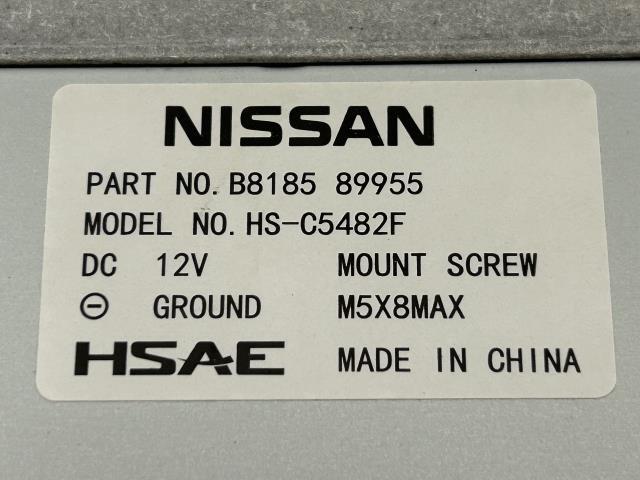 NISSAN
PART NO. B8185 89955
MODEL NO. HS-C5482F
DC 12V MOUNT SCREW
⊖ GROUND M5X8MAX
HSAE MADE IN CHINA